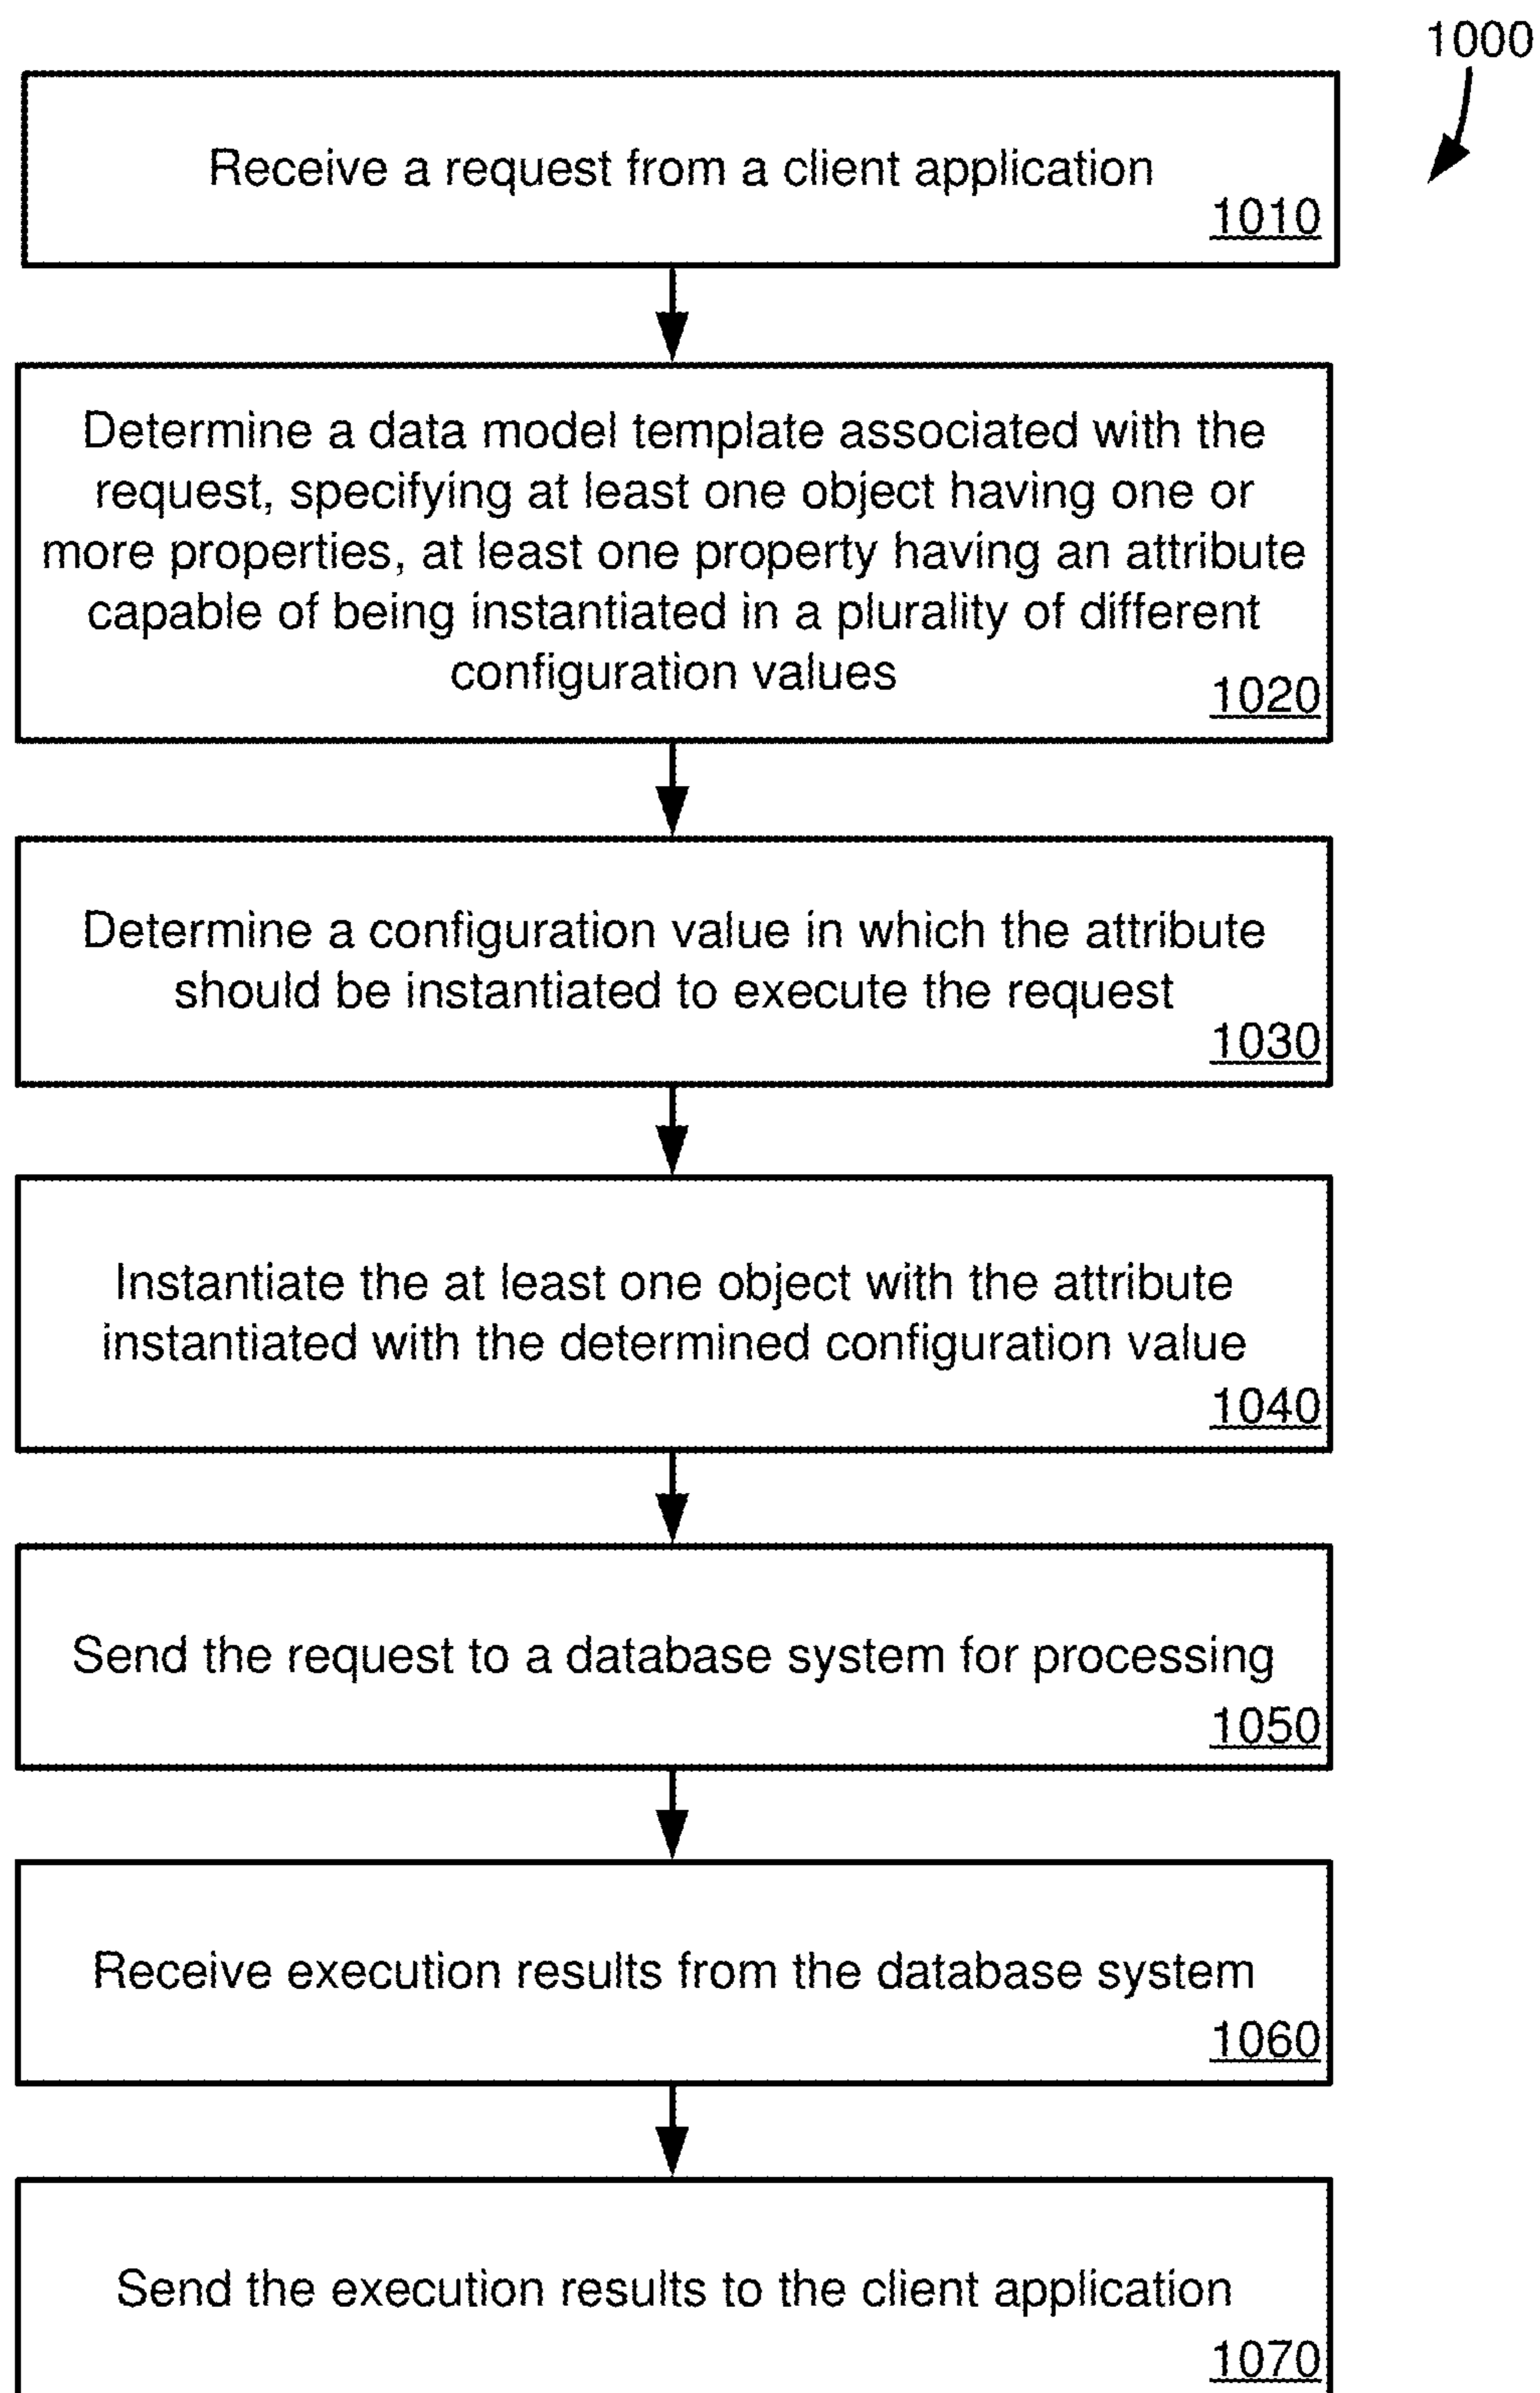 1000
Receive a request from a client application
1010
Determine a data model template associated with the
request, specifying at least one object having one or
more properties, at least one property having an attribute
capable of being instantiated in a plurality of different
configuration values
1020
Determine a configuration value in which the attribute
should be instantiated to execute the request
1030
Instantiate the at least one object with the attribute
instantiated with the determined configuration value
1040
Send the request to a database system for processing
1050
Receive execution results from the database system
1060
Send the execution results to the client application
1070